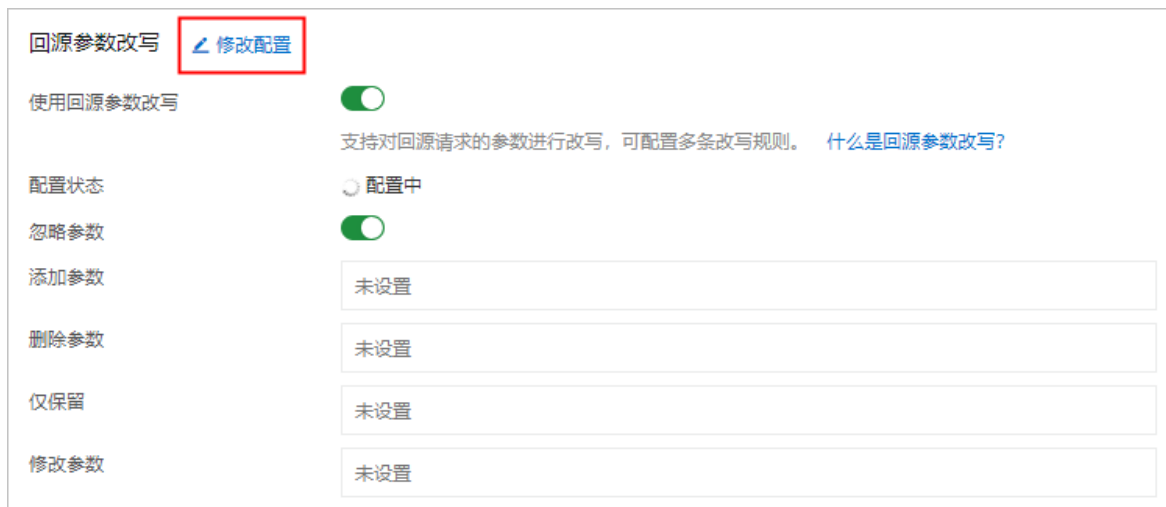 回源参数改写 修改配置
使用回源参数改写
支持对回源请求的参数进行改写，可配置多条改写规则。 什么是回源参数改写?
配置状态 配置中
忽略参数
添加参数 未设置
删除参数 未设置
仅保留 未设置
修改参数 未设置